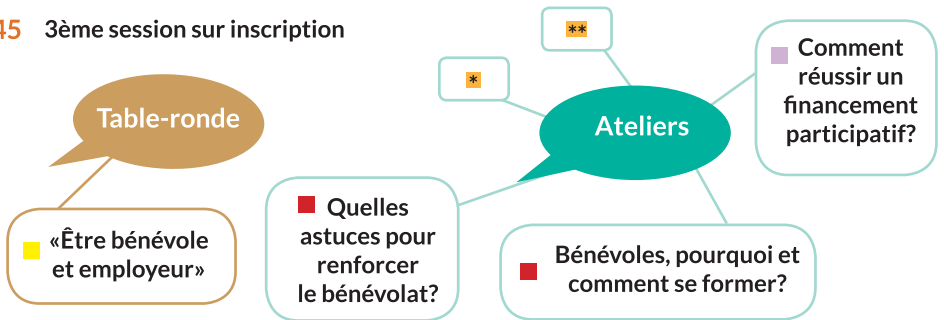 45 3ème session sur inscription
**
*
Comment
réussir un
financement
participatif?
Table-ronde
Ateliers
«Être bénévole
et employeur»
Quelles
astuces pour
renforcer
le bénévolat?
Bénévoles, pourquoi et
comment se former?